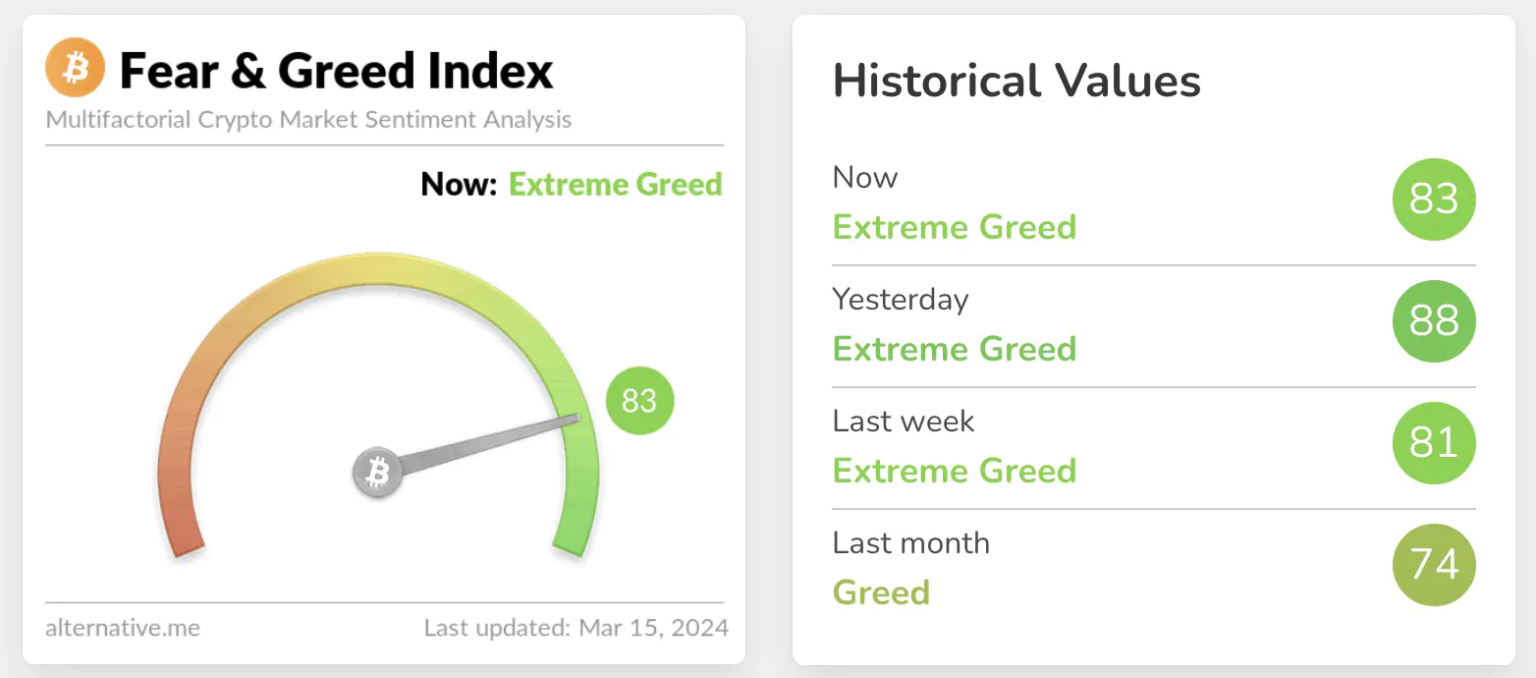 Fear & Greed Index
Multifactorial Crypto Market Sentiment Analysis
Now: Extreme Greed
83
alternative.me
Last updated: Mar 15, 2024
Historical Values
Now
Extreme Greed
83
Yesterday
Extreme Greed
88
Last week
Extreme Greed
81
Last month
Greed
74